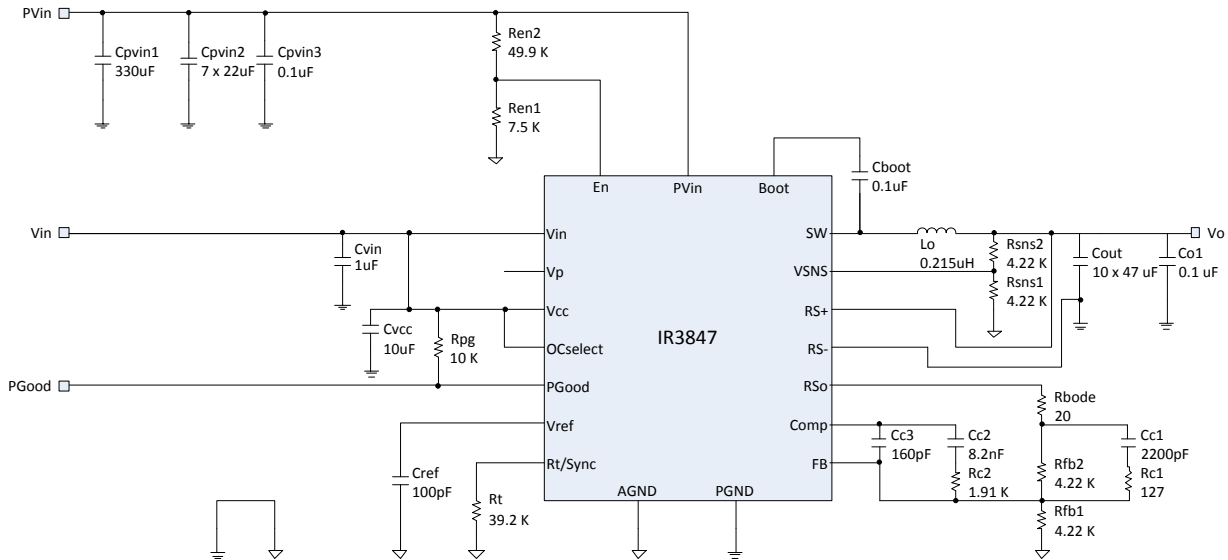 PVin
Cpvin1
330uF
Cpvin2
7 x 22uF
Cpvin3
0.1uF
Ren2
49.9 K
Ren1
7.5 K
Cboot
0.1uF
En
PVin
Boot
Vin
Cvin
1uF
Vin
Vp
Vcc
OCselect
PGood
Vref
Rt/Sync
IR3847
SW
VSNS
RS+
RS-
RSo
Comp
FB
AGND
PGND
Lo
0.215uH
Rsns2
4.22 K
Rsns1
4.22 K
Cout
10 x 47 uF
Co1
0.1 uF
Vo
Cvcc
10uF
Rpg
10 K
PGood
Cref
100pF
Rt
39.2 K
Rbode
20
Cc3
160pF
Cc2
8.2nF
Rc2
1.91 K
Rfb2
4.22 K
Cc1
2200pF
Rc1
127
Rfb1
4.22 K